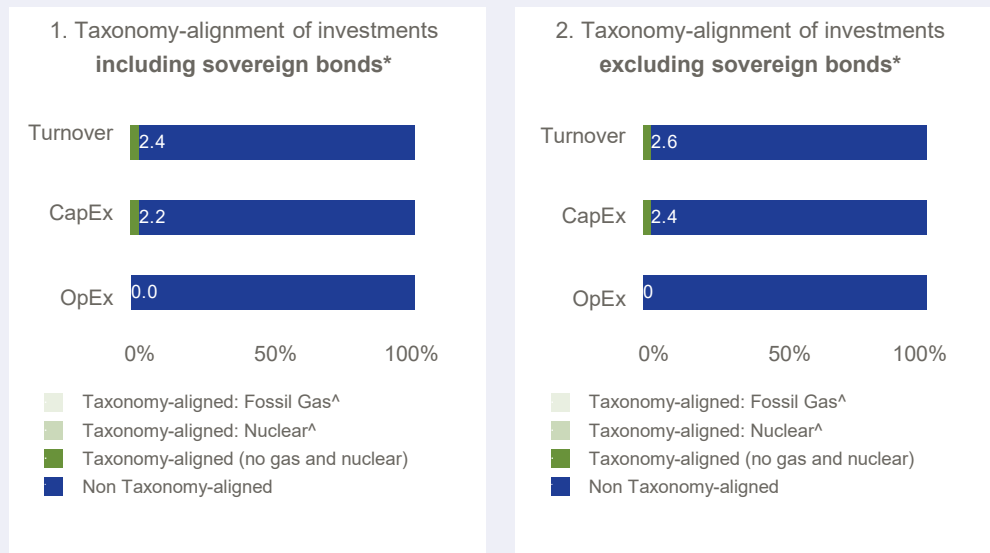 1. Taxonomy-alignment of investments
including sovereign bonds*
Turnover
2.4
CapEx
2.2
OpEx
0.0
0%
50%
100%
Taxonomy-aligned: Fossil Gas^
Taxonomy-aligned: Nuclear^
Taxonomy-aligned (no gas and nuclear)
Non Taxonomy-aligned
2. Taxonomy-alignment of investments
excluding sovereign bonds*
Turnover
2.6
CapEx
2.4
OpEx
0
0%
50%
100%
Taxonomy-aligned: Fossil Gas^
Taxonomy-aligned: Nuclear^
Taxonomy-aligned (no gas and nuclear)
Non Taxonomy-aligned